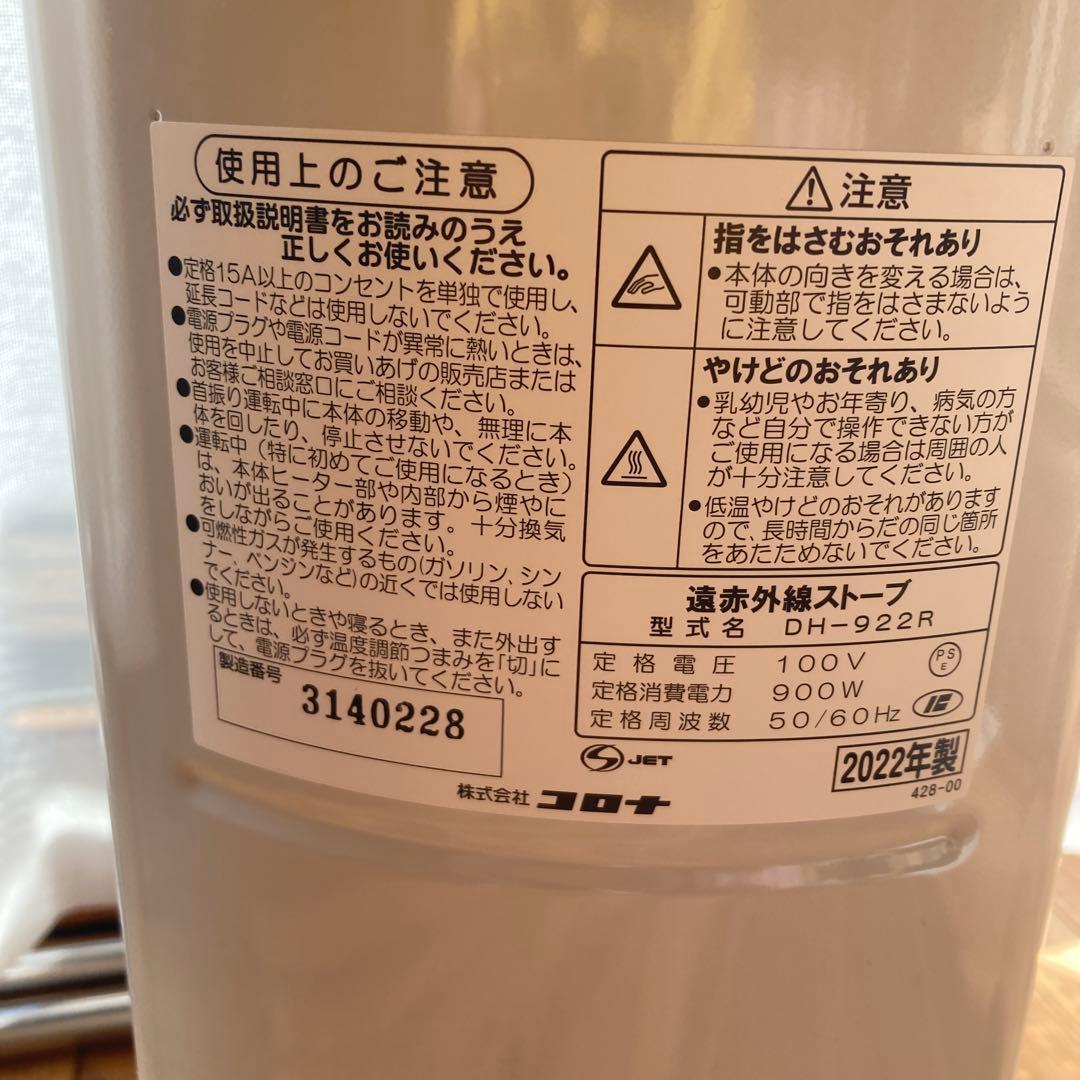 使用上のご注意
必ず取扱説明書をお読みのうえ
正しくお使いください。
●定格15A以上のコンセントを単独で使用し、
延長コードなどは使用しないでください。
●電源プラグや電源コードが異常に熱いときは、
使用を中止してお買いあげの販売店または
お客様ご相談窓口にご相談ください。
●首振り運転中に本体の移動や、無理に本
体を回したり、停止させないでください。
●運転中（特に初めてご使用になるとき）
は、本体ヒーター部や内部から煙やに
おいが出ることがあります。十分換気
をしながらご使用ください。
●可燃性ガスが発生するもの(ガソリン、シン
ナー、ベンジンなど)の近くでは使用しない
でください。
●使用しないときや寝るとき、また外出す
るときは、必ず温度調節つまみを「切」に
して、電源プラグを抜いてください。
製造番号
3140228
注意
指をはさむおそれあり
●本体の向きを変える場合は、
可動部で指をはさまないよう
に注意してください。
やけどのおそれあり
●乳幼児やお年寄り、病気の方
など自分で操作できない方が
ご使用になる場合は周囲の人
が十分注意してください。
●低温やけどのおそれがあります
ので、長時間からだの同じ箇所
をあたためないでください。
遠赤外線ストーブ
型式名 DH-922R
定格電圧 100V
定格消費電力 900W
定格周波数 50/60Hz
PSE
JET
2022年製
428-00
株式会社 コロナ